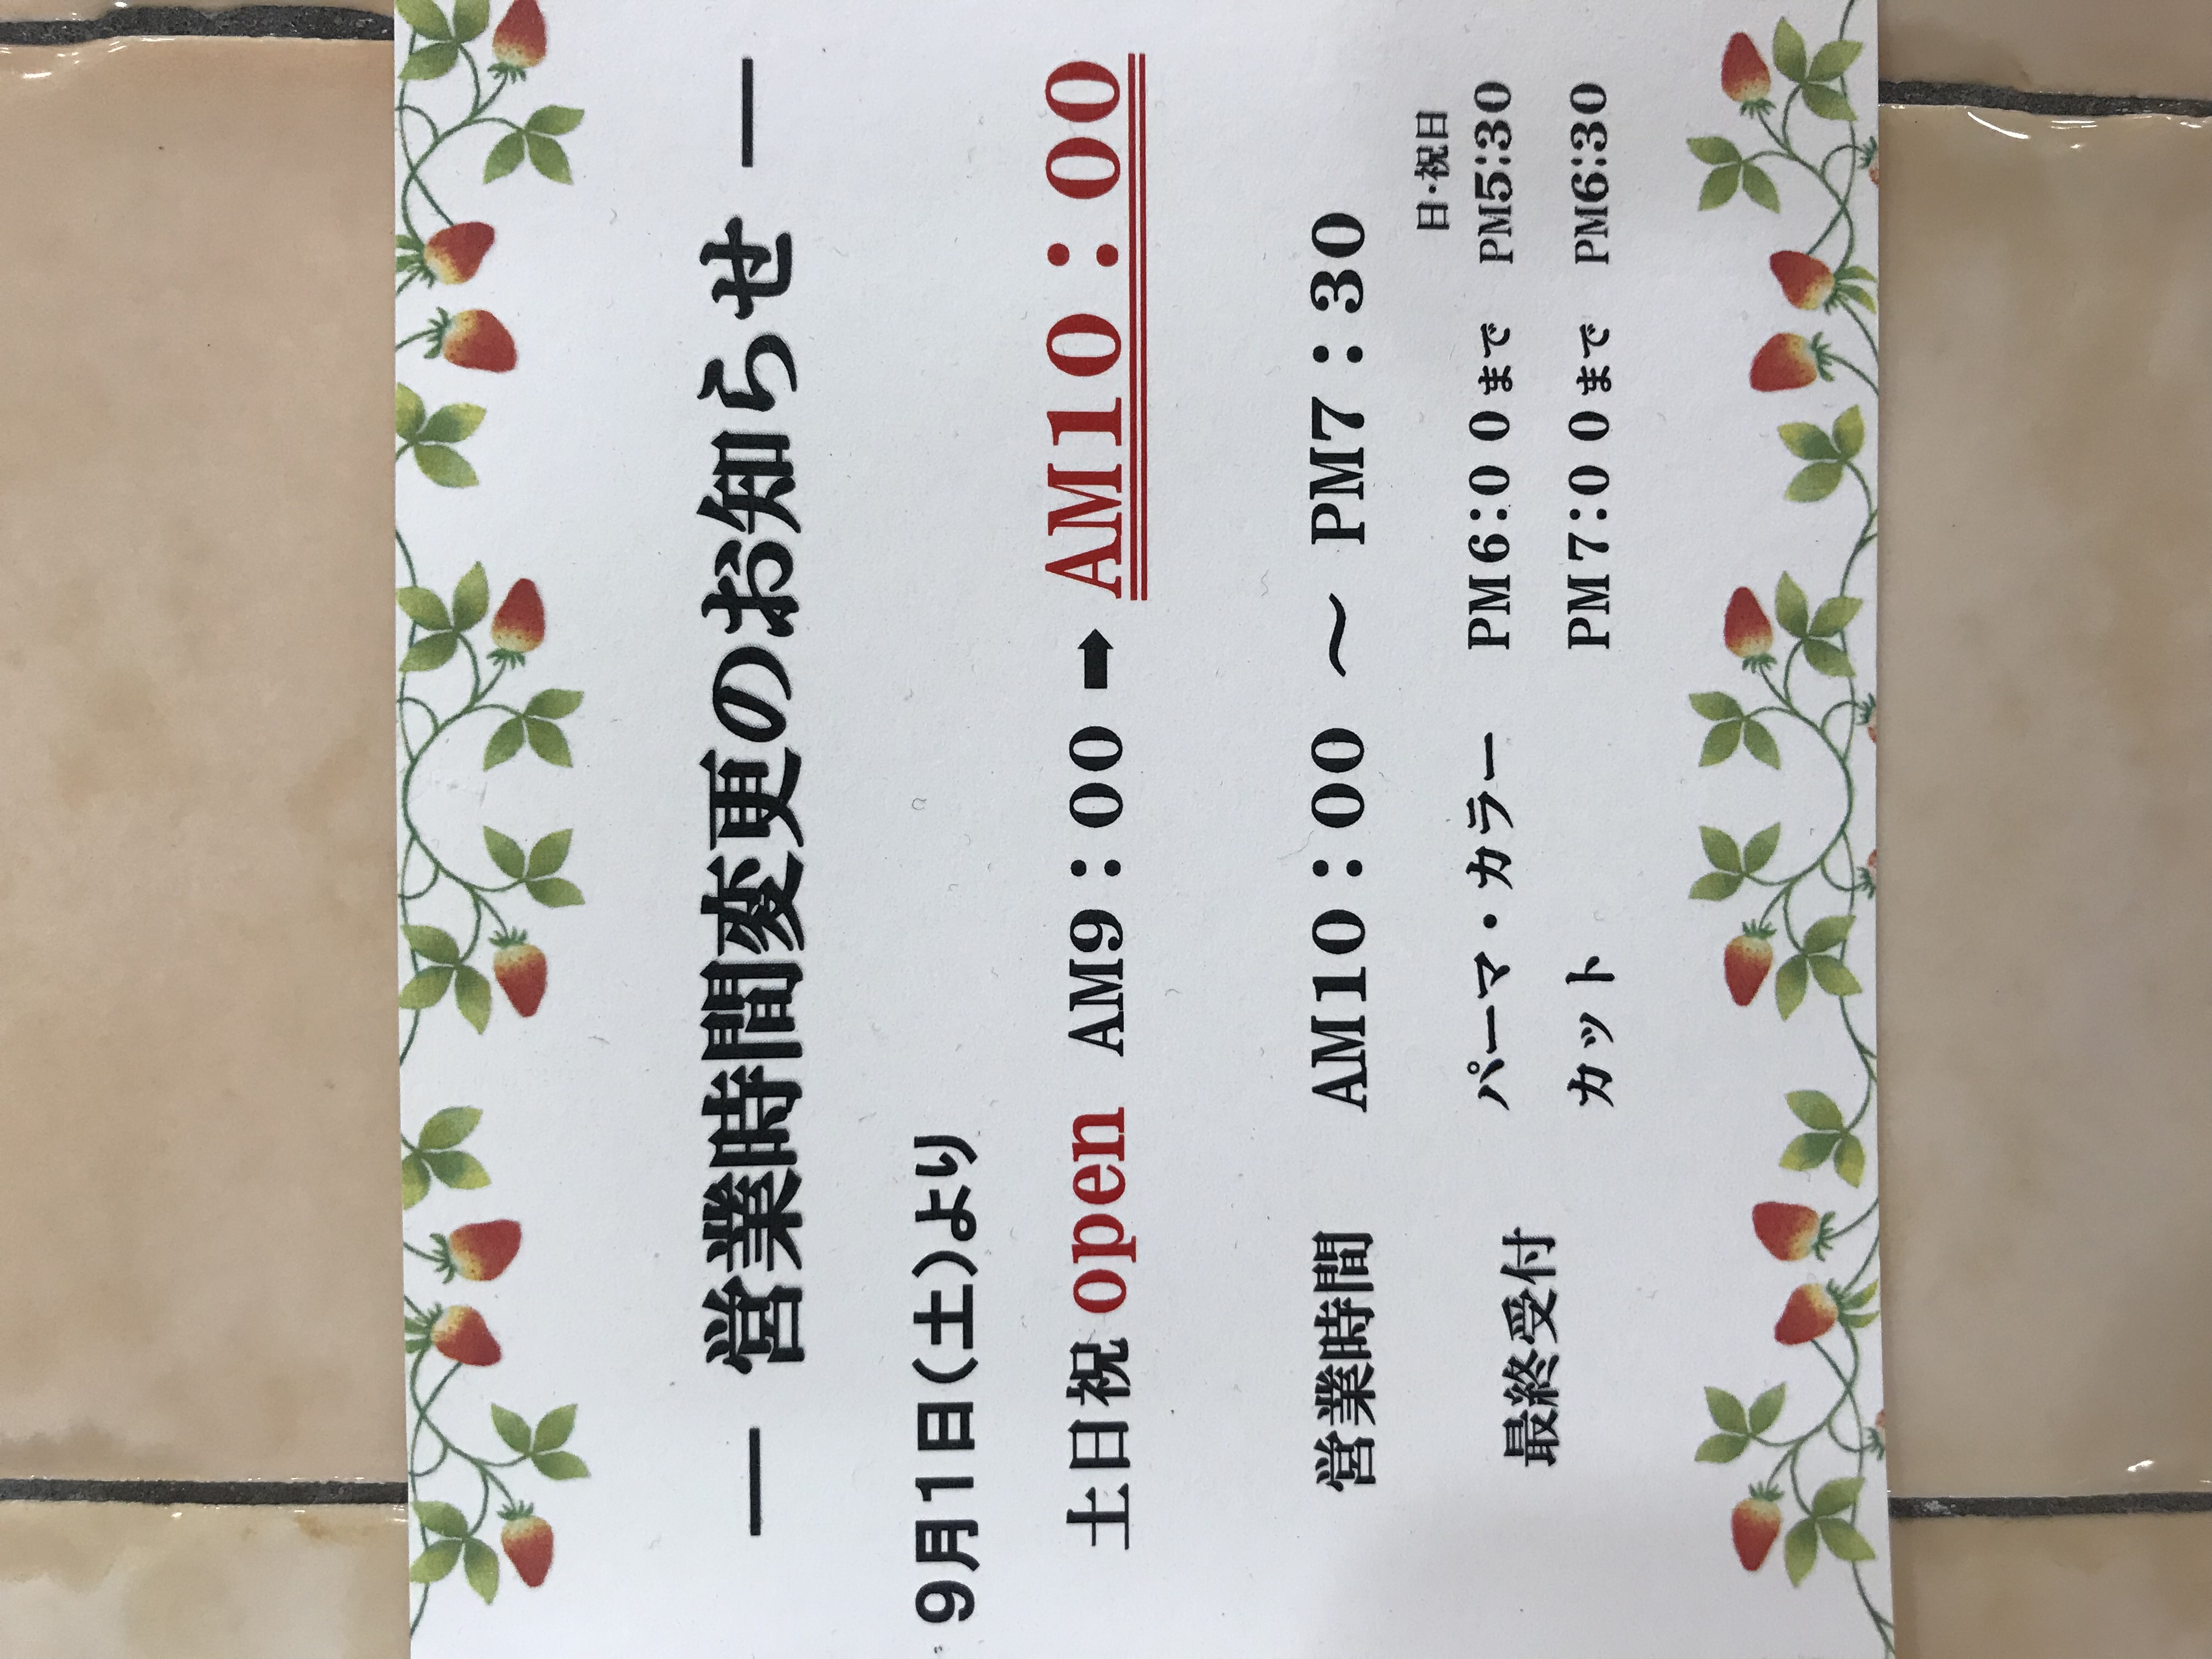 ― 営業時間変更のお知らせ ―
9月1日(土)より
土日祝 open AM9：00 ➡ AM10：00
営業時間 AM10：00 ～ PM7：30
日･祝日
最終受付
パーマ・カラー PM6:00まで PM5:30
カット PM7:00まで PM6:30